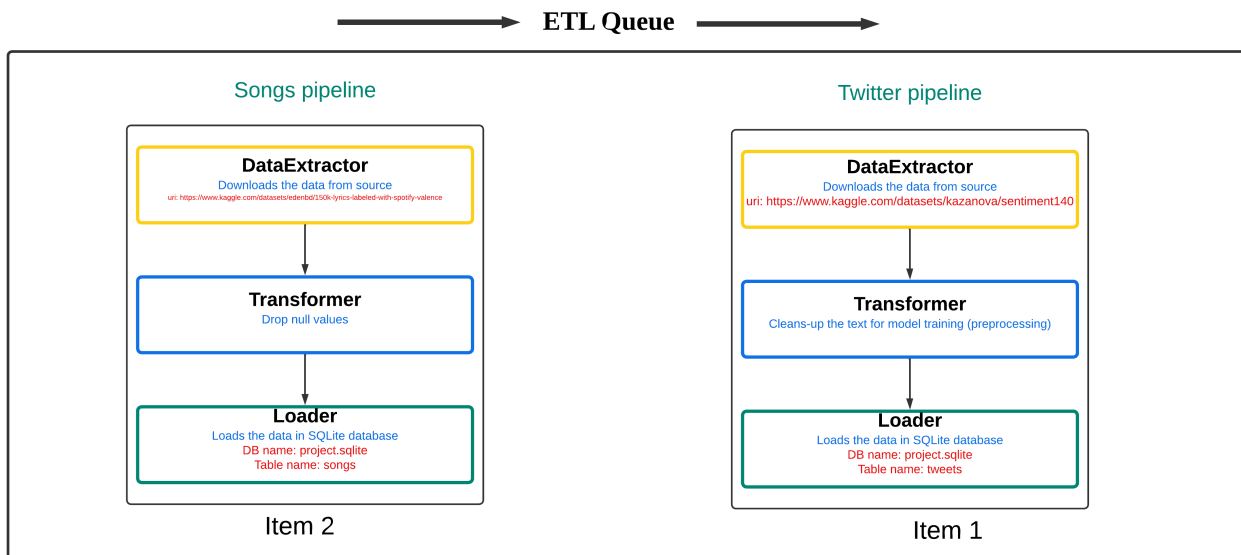 ETL Queue
Songs pipeline
DataExtractor
Downloads the data from source
uri: https://www.kaggle.com/datasets/edenbd/150k-lyrics-labeled-with-spotify-valence
Transformer
Drop null values
Loader
Loads the data in SQLite database
DB name: project.sqlite
Table name: songs
Item 2
Twitter pipeline
DataExtractor
Downloads the data from source
uri: https://www.kaggle.com/datasets/kazanova/sentiment140
Transformer
Cleans-up the text for model training (preprocessing)
Loader
Loads the data in SQLite database
DB name: project.sqlite
Table name: tweets
Item 1